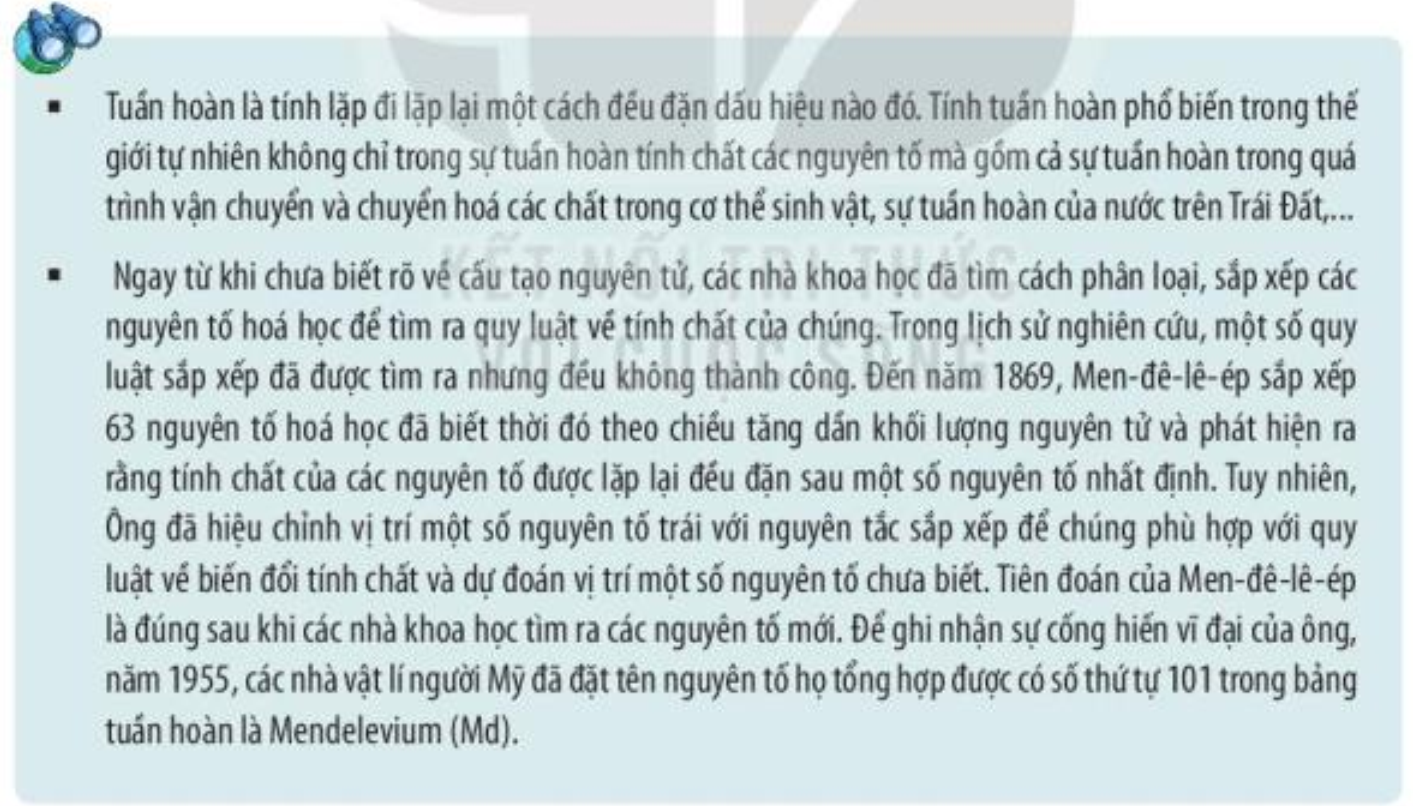 ▪ Tuần hoàn là tính lặp đi lặp lại một cách đều đặn dấu hiệu nào đó. Tính tuần hoàn phổ biến trong thế
giới tự nhiên không chỉ trong sự tuần hoàn tính chất các nguyên tố mà gồm cả sự tuần hoàn trong quá
trình vận chuyển và chuyển hoá các chất trong cơ thể sinh vật, sự tuần hoàn của nước trên Trái Đất,...
KẾT NỐI TRI THỨC
▪ Ngay từ khi chưa biết rõ về cấu tạo nguyên tử, các nhà khoa học đã tìm cách phân loại, sắp xếp các
nguyên tố hoá học để tìm ra quy luật về tính chất của chúng. Trong lịch sử nghiên cứu, một số quy
VỚI CUỘC SỐNG
luật sắp xếp đã được tìm ra nhưng đều không thành công. Đến năm 1869, Men-đê-lê-ép sắp xếp
63 nguyên tố hoá học đã biết thời đó theo chiều tăng dần khối lượng nguyên tử và phát hiện ra
rằng tính chất của các nguyên tố được lặp lại đều đặn sau một số nguyên tố nhất định. Tuy nhiên,
Ông đã hiệu chỉnh vị trí một số nguyên tố trái với nguyên tắc sắp xếp để chúng phù hợp với quy
luật về biến đổi tính chất và dự đoán vị trí một số nguyên tố chưa biết. Tiên đoán của Men-đê-lê-ép
là đúng sau khi các nhà khoa học tìm ra các nguyên tố mới. Để ghi nhận sự cống hiến vĩ đại của ông,
năm 1955, các nhà vật lí người Mỹ đã đặt tên nguyên tố họ tổng hợp được có số thứ tự 101 trong bảng
tuần hoàn là Mendelevium (Md).